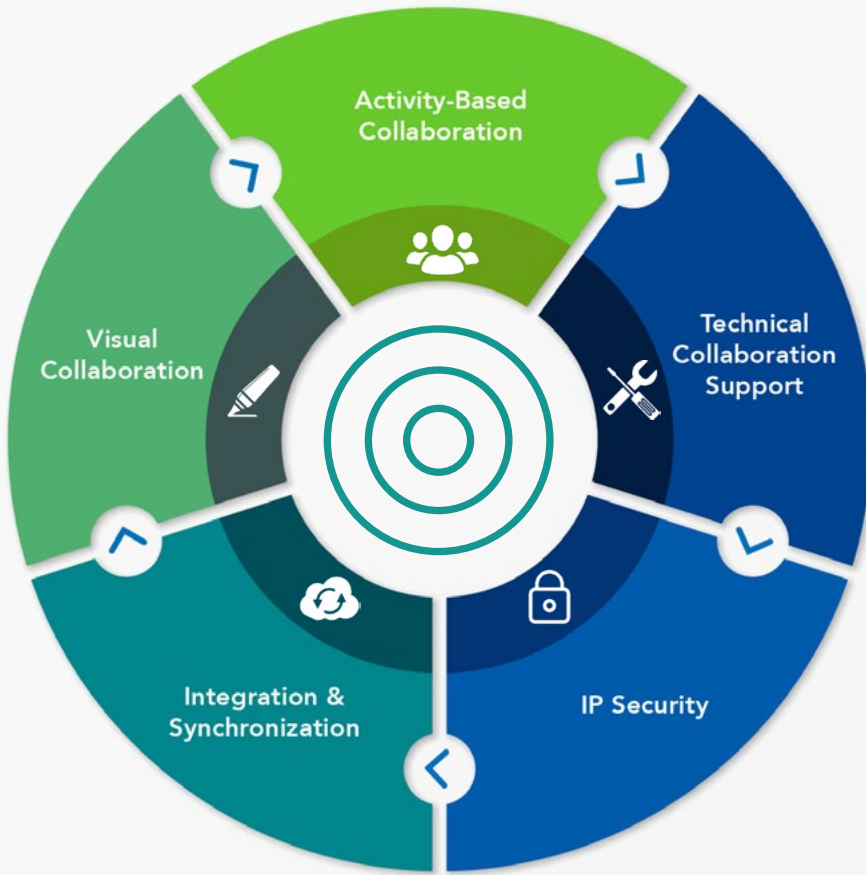 Activity-Based
Collaboration
Technical
Collaboration
Support
IP Security
Integration &
Synchronization
Visual
Collaboration